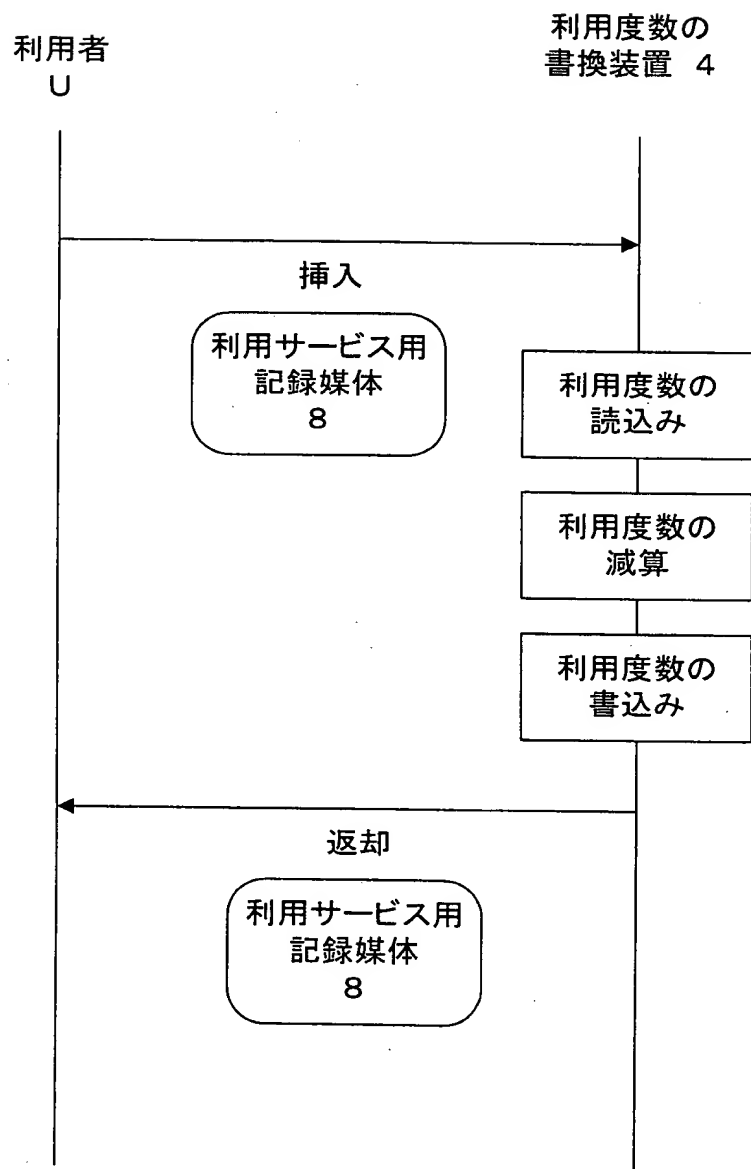 利用者
U
利用度数の
書換装置 4
挿入
利用サービス用
記録媒体
8
利用度数の
読込み
利用度数の
減算
利用度数の
書込み
返却
利用サービス用
記録媒体
8